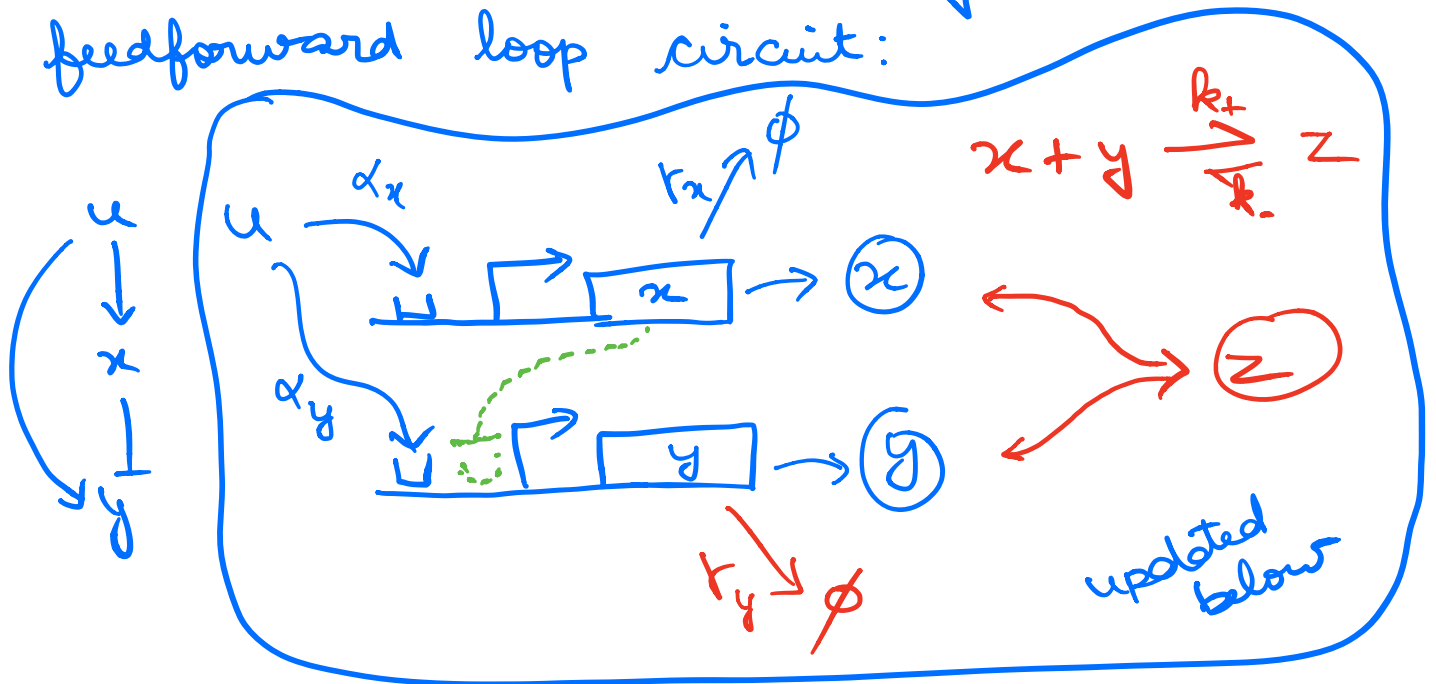 feedforward loop circuit:
x + y ⇌ z
k+
k-
u
x
y
u
αx
rx
ϕ
x
x
αy
y
y
z
ry
ϕ
updated
below